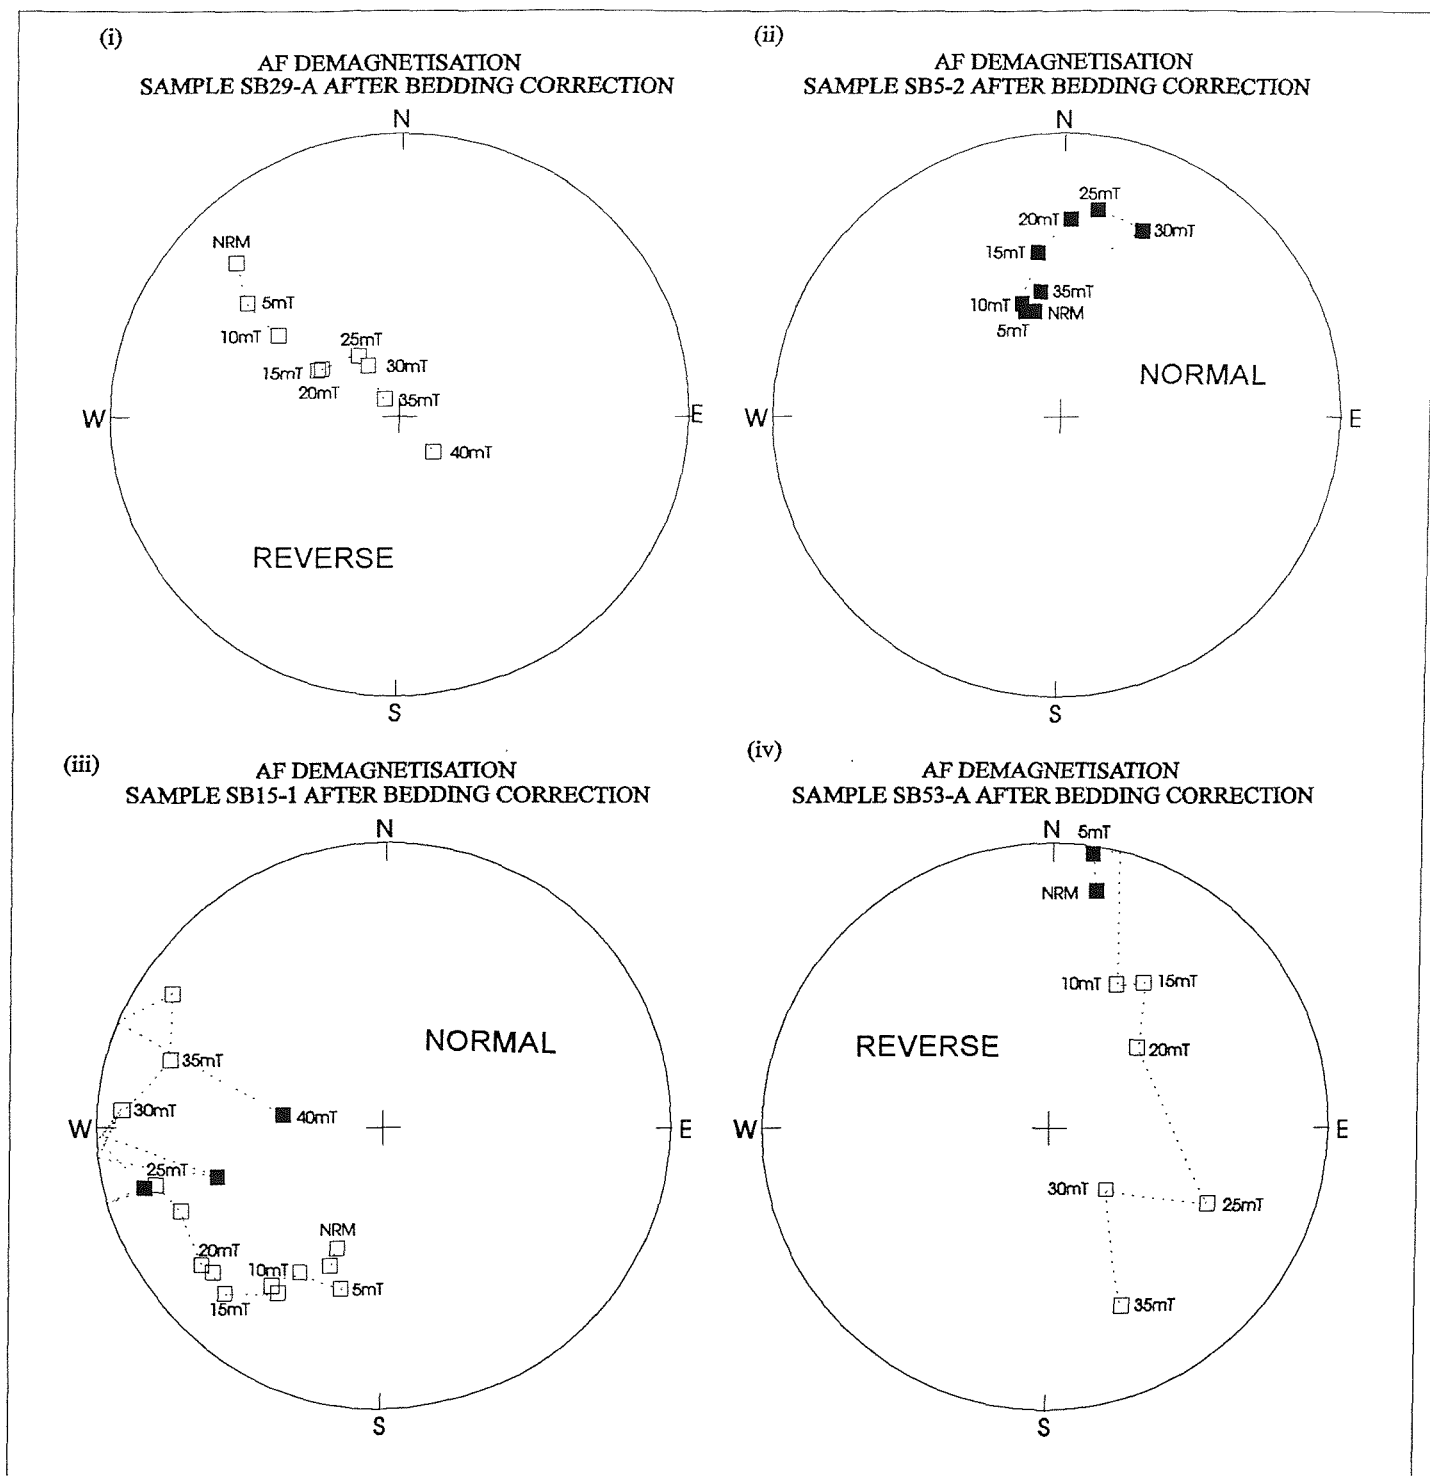 (i)
AF DEMAGNETISATION
SAMPLE SB29-A AFTER BEDDING CORRECTION
N
NRM
5mT
10mT
25mT
15mT
30mT
20mT
35mT
W
E
40mT
REVERSE
S
(ii)
AF DEMAGNETISATION
SAMPLE SB5-2 AFTER BEDDING CORRECTION
N
25mT
20mT
30mT
15mT
35mT
10mT
NRM
5mT
NORMAL
W
E
S
(iii)
AF DEMAGNETISATION
SAMPLE SB15-1 AFTER BEDDING CORRECTION
N
NORMAL
35mT
30mT
40mT
W
E
25mT
NRM
20mT
10mT
5mT
15mT
S
(iv)
AF DEMAGNETISATION
SAMPLE SB53-A AFTER BEDDING CORRECTION
N
5mT
NRM
10mT
15mT
REVERSE
20mT
W
E
30mT
25mT
35mT
S